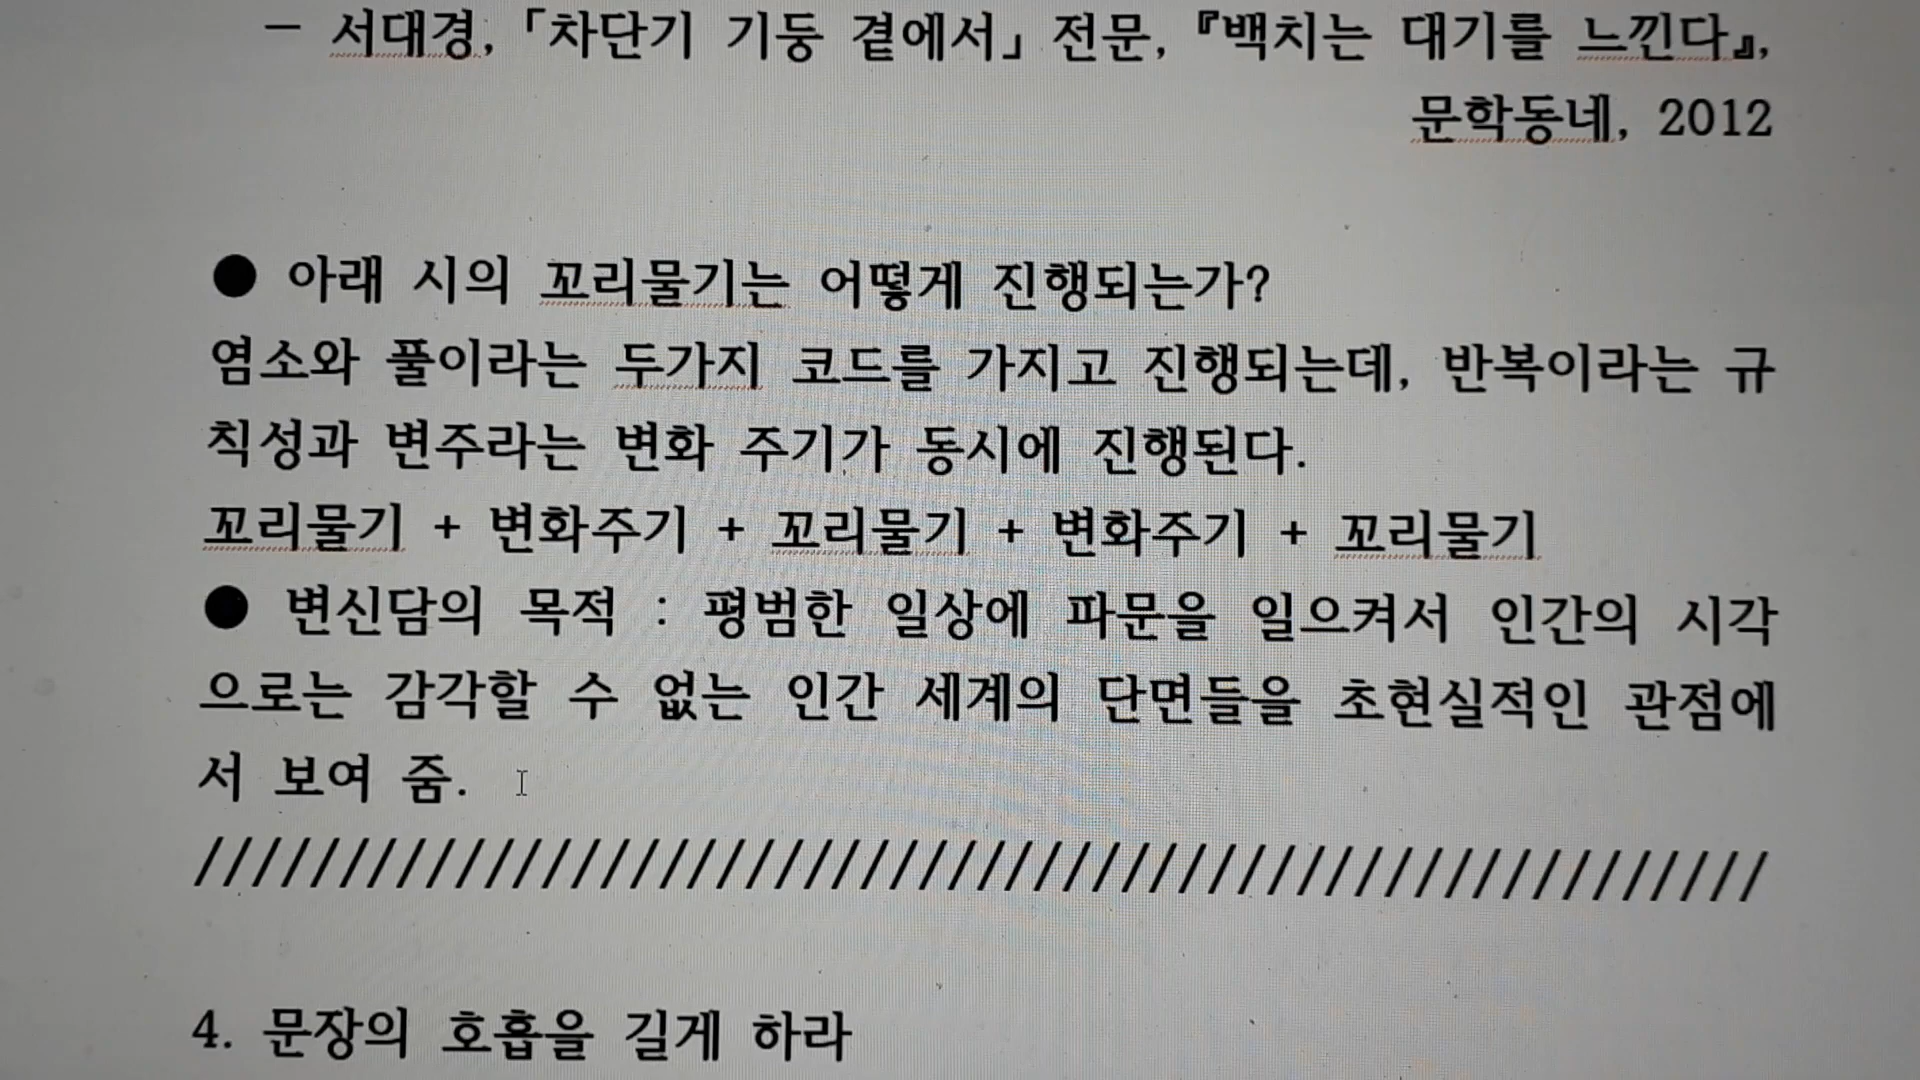 - 서대경, 「차단기 기둥 곁에서」 전문, 『백치는 대기를 느낀다』,
문학동네, 2012
● 아래 시의 꼬리물기는 어떻게 진행되는가?
염소와 풀이라는 두가지 코드를 가지고 진행되는데, 반복이라는 규
칙성과 변주라는 변화 주기가 동시에 진행된다.
꼬리물기 + 변화주기 + 꼬리물기 + 변화주기 + 꼬리물기
● 변신담의 목적 : 평범한 일상에 파문을 일으켜서 인간의 시각
으로는 감각할 수 없는 인간 세계의 단면들을 초현실적인 관점에
서 보여 줌.
//////////////////////////////////////////////////////
4. 문장의 호흡을 길게 하라